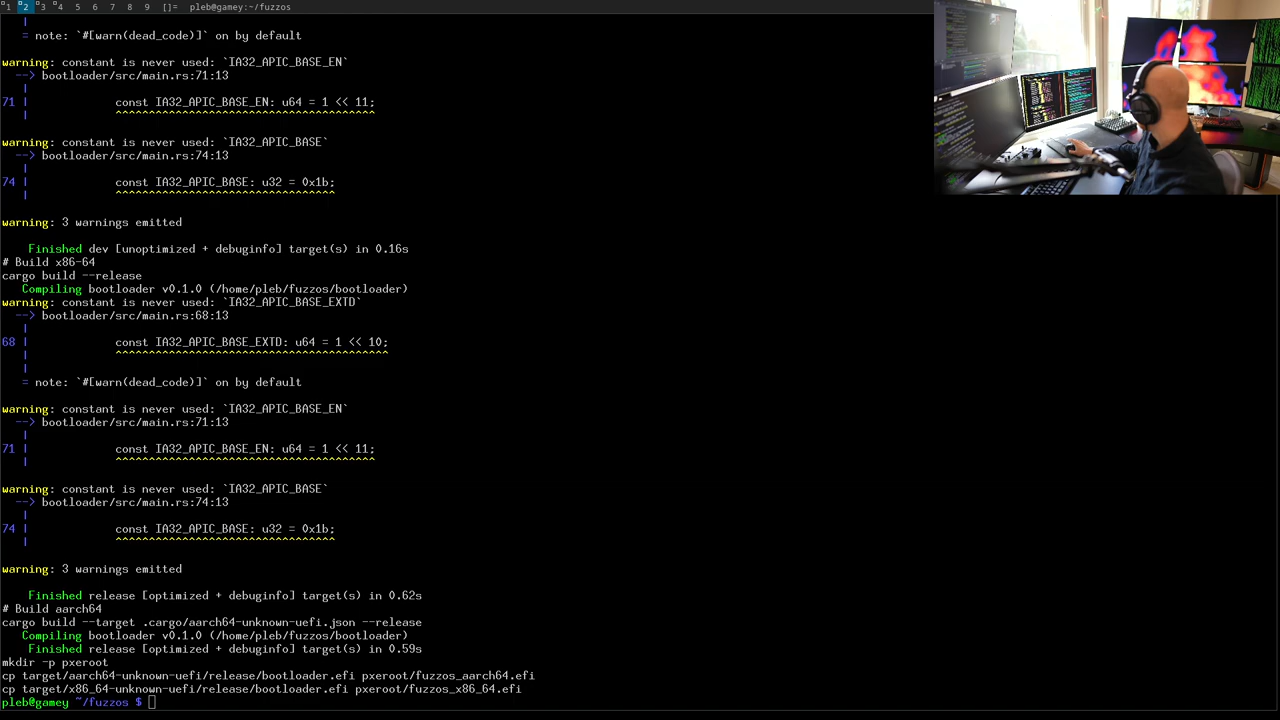 1 2 3 4 5 6 7 8 9 []= pleb@gamey:~/fuzzos
|
= note: `#[warn(dead_code)]` on by default
warning: constant is never used: `IA32_APIC_BASE_EN`
--> bootloader/src/main.rs:71:13
|
71 | const IA32_APIC_BASE_EN: u64 = 1 << 11;
| ^^^^^^^^^^^^^^^^^^^^^^^^^^^^^^^^^^^^^^^
warning: constant is never used: `IA32_APIC_BASE`
--> bootloader/src/main.rs:74:13
|
74 | const IA32_APIC_BASE: u32 = 0x1b;
| ^^^^^^^^^^^^^^^^^^^^^^^^^^^^^^^^^
warning: 3 warnings emitted
Finished dev [unoptimized + debuginfo] target(s) in 0.16s
# Build x86-64
cargo build --release
Compiling bootloader v0.1.0 (/home/pleb/fuzzos/bootloader)
warning: constant is never used: `IA32_APIC_BASE_EXTD`
--> bootloader/src/main.rs:68:13
|
68 | const IA32_APIC_BASE_EXTD: u64 = 1 << 10;
| ^^^^^^^^^^^^^^^^^^^^^^^^^^^^^^^^^^^^^^^^^
|
= note: `#[warn(dead_code)]` on by default
warning: constant is never used: `IA32_APIC_BASE_EN`
--> bootloader/src/main.rs:71:13
|
71 | const IA32_APIC_BASE_EN: u64 = 1 << 11;
| ^^^^^^^^^^^^^^^^^^^^^^^^^^^^^^^^^^^^^^^
warning: constant is never used: `IA32_APIC_BASE`
--> bootloader/src/main.rs:74:13
|
74 | const IA32_APIC_BASE: u32 = 0x1b;
| ^^^^^^^^^^^^^^^^^^^^^^^^^^^^^^^^^
warning: 3 warnings emitted
Finished release [optimized + debuginfo] target(s) in 0.62s
# Build aarch64
cargo build --target .cargo/aarch64-unknown-uefi.json --release
Compiling bootloader v0.1.0 (/home/pleb/fuzzos/bootloader)
Finished release [optimized + debuginfo] target(s) in 0.59s
mkdir -p pxeroot
cp target/aarch64-unknown-uefi/release/bootloader.efi pxeroot/fuzzos_aarch64.efi
cp target/x86_64-unknown-uefi/release/bootloader.efi pxeroot/fuzzos_x86_64.efi
pleb@gamey ~/fuzzos $